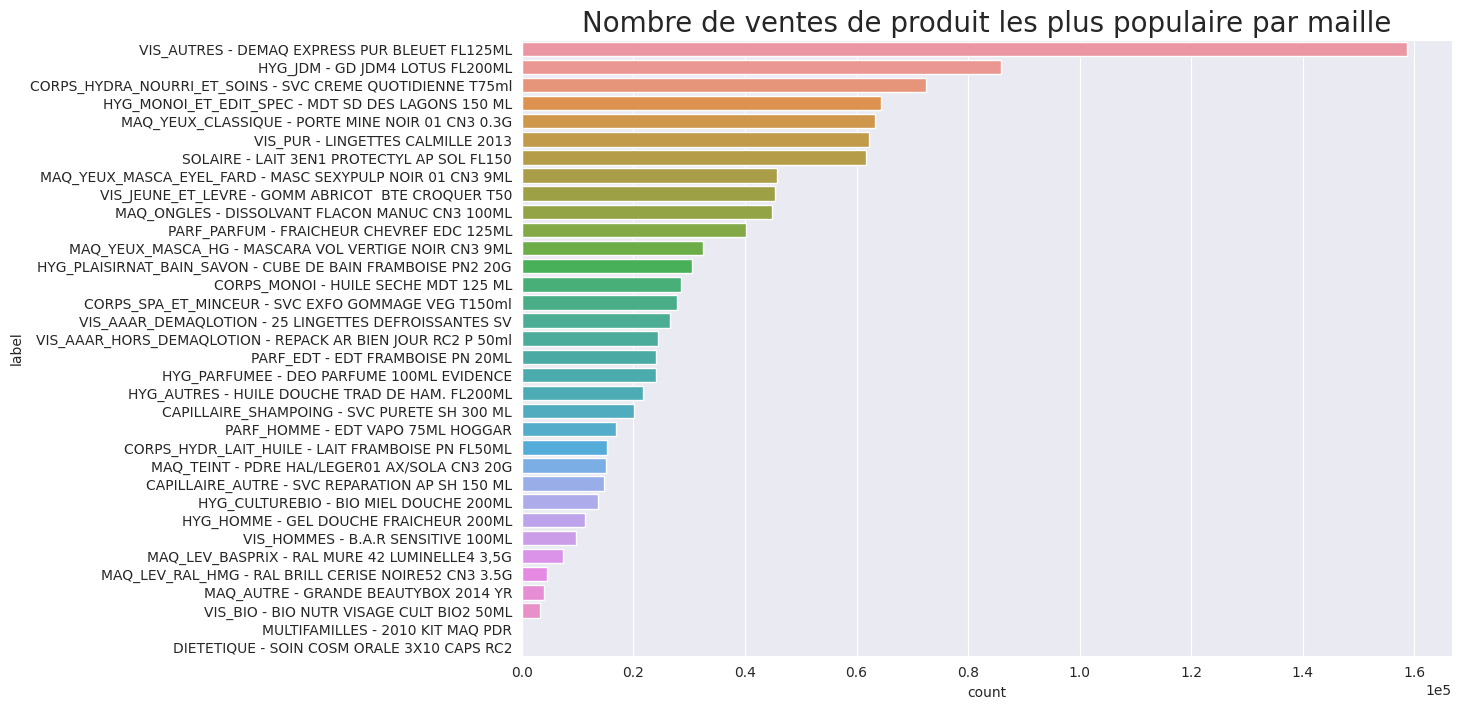 Nombre de ventes de produit les plus populaire par maille
label
VIS_AUTRES - DEMAQ EXPRESS PUR BLEUET FL125ML
HYG_JDM - GD JDM4 LOTUS FL200ML
CORPS_HYDRA_NOURRI_ET_SOINS - SVC CREME QUOTIDIENNE T75ml
HYG_MONOI_ET_EDIT_SPEC - MDT SD DES LAGONS 150 ML
MAQ_YEUX_CLASSIQUE - PORTE MINE NOIR 01 CN3 0.3G
VIS_PUR - LINGETTES CALMILLE 2013
SOLAIRE - LAIT 3EN1 PROTECTYL AP SOL FL150
MAQ_YEUX_MASCA_EYEL_FARD - MASC SEXYPULP NOIR 01 CN3 9ML
VIS_JEUNE_ET_LEVRE - GOMM ABRICOT  BTE CROQUER T50
MAQ_ONGLES - DISSOLVANT FLACON MANUC CN3 100ML
PARF_PARFUM - FRAICHEUR CHEVREF EDC 125ML
MAQ_YEUX_MASCA_HG - MASCARA VOL VERTIGE NOIR CN3 9ML
HYG_PLAISIRNAT_BAIN_SAVON - CUBE DE BAIN FRAMBOISE PN2 20G
CORPS_MONOI - HUILE SECHE MDT 125 ML
CORPS_SPA_ET_MINCEUR - SVC EXFO GOMMAGE VEG T150ml
VIS_AAAR_DEMAQLOTION - 25 LINGETTES DEFROISSANTES SV
VIS_AAAR_HORS_DEMAQLOTION - REPACK AR BIEN JOUR RC2 P 50ml
PARF_EDT - EDT FRAMBOISE PN 20ML
HYG_PARFUMEE - DEO PARFUME 100ML EVIDENCE
HYG_AUTRES - HUILE DOUCHE TRAD DE HAM. FL200ML
CAPILLAIRE_SHAMPOING - SVC PURETE SH 300 ML
PARF_HOMME - EDT VAPO 75ML HOGGAR
CORPS_HYDR_LAIT_HUILE - LAIT FRAMBOISE PN FL50ML
MAQ_TEINT - PDRE HAL/LEGER01 AX/SOLA CN3 20G
CAPILLAIRE_AUTRE - SVC REPARATION AP SH 150 ML
HYG_CULTUREBIO - BIO MIEL DOUCHE 200ML
HYG_HOMME - GEL DOUCHE FRAICHEUR 200ML
VIS_HOMMES - B.A.R SENSITIVE 100ML
MAQ_LEV_BASPRIX - RAL MURE 42 LUMINELLE4 3,5G
MAQ_LEV_RAL_HMG - RAL BRILL CERISE NOIRE52 CN3 3.5G
MAQ_AUTRE - GRANDE BEAUTYBOX 2014 YR
VIS_BIO - BIO NUTR VISAGE CULT BIO2 50ML
MULTIFAMILLES - 2010 KIT MAQ PDR
DIETETIQUE - SOIN COSM ORALE 3X10 CAPS RC2
0.0 0.2 0.4 0.6 0.8 1.0 1.2 1.4 1.6
1e5
count